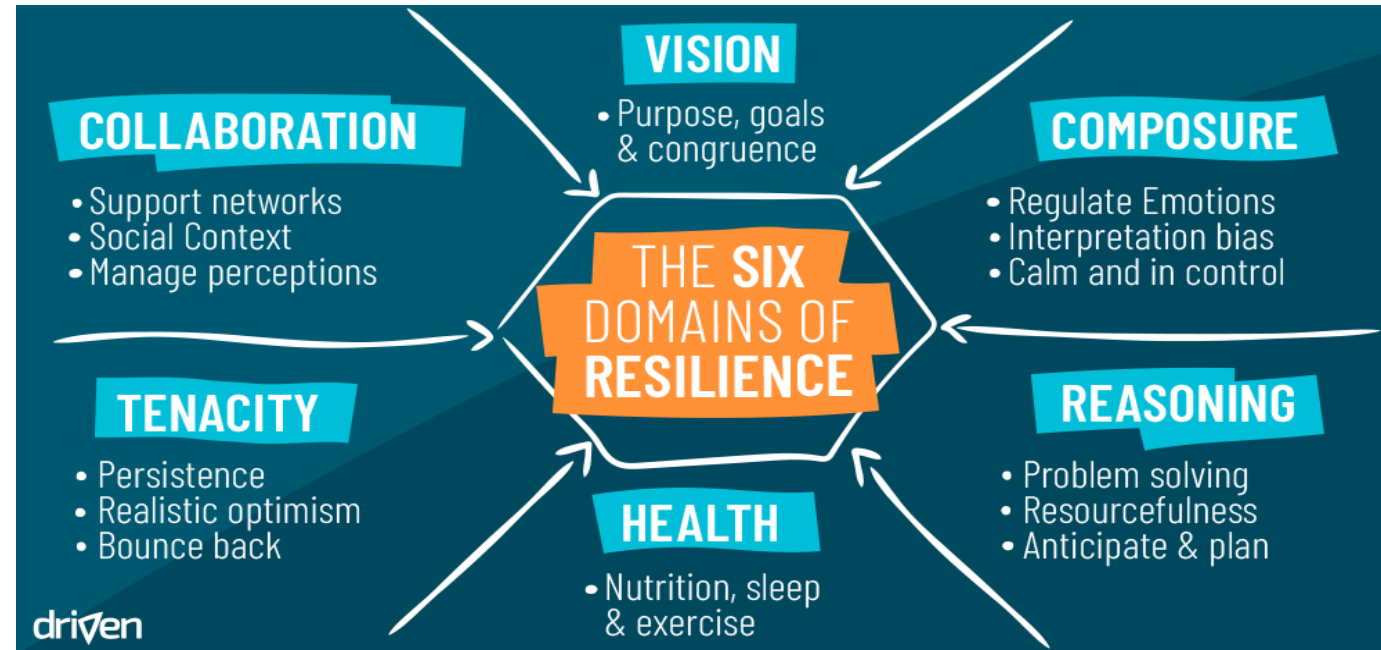 VISION
• Purpose, goals
& congruence
COLLABORATION
• Support networks
• Social Context
• Manage perceptions
COMPOSURE
• Regulate Emotions
• Interpretation bias
• Calm and in control
THE SIX
DOMAINS OF
RESILIENCE
TENACITY
• Persistence
• Realistic optimism
• Bounce back
REASONING
• Problem solving
• Resourcefulness
• Anticipate & plan
HEALTH
• Nutrition, sleep
& exercise
driven